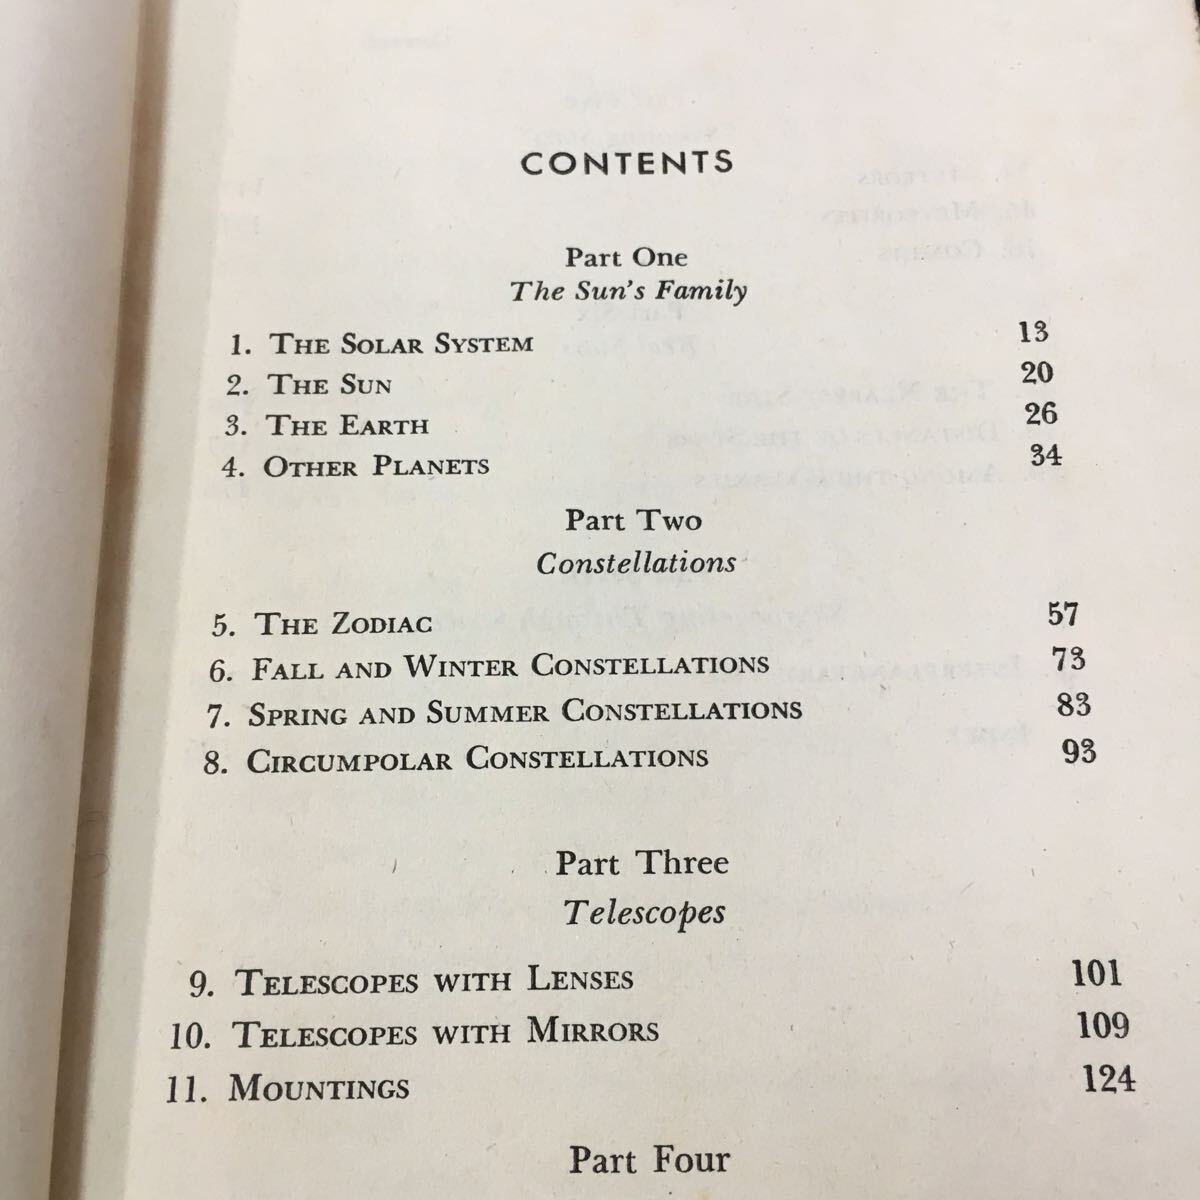 CONTENTS
Part One
The Sun's Family
1. THE SOLAR SYSTEM 13
2. THE SUN 20
3. THE EARTH 26
4. OTHER PLANETS 34
Part Two
Constellations
5. THE ZODIAC 57
6. FALL AND WINTER CONSTELLATIONS 73
7. SPRING AND SUMMER CONSTELLATIONS 83
8. CIRCUMPOLAR CONSTELLATIONS 93
Part Three
Telescopes
9. TELESCOPES WITH LENSES 101
10. TELESCOPES WITH MIRRORS 109
11. MOUNTINGS 124
Part Four